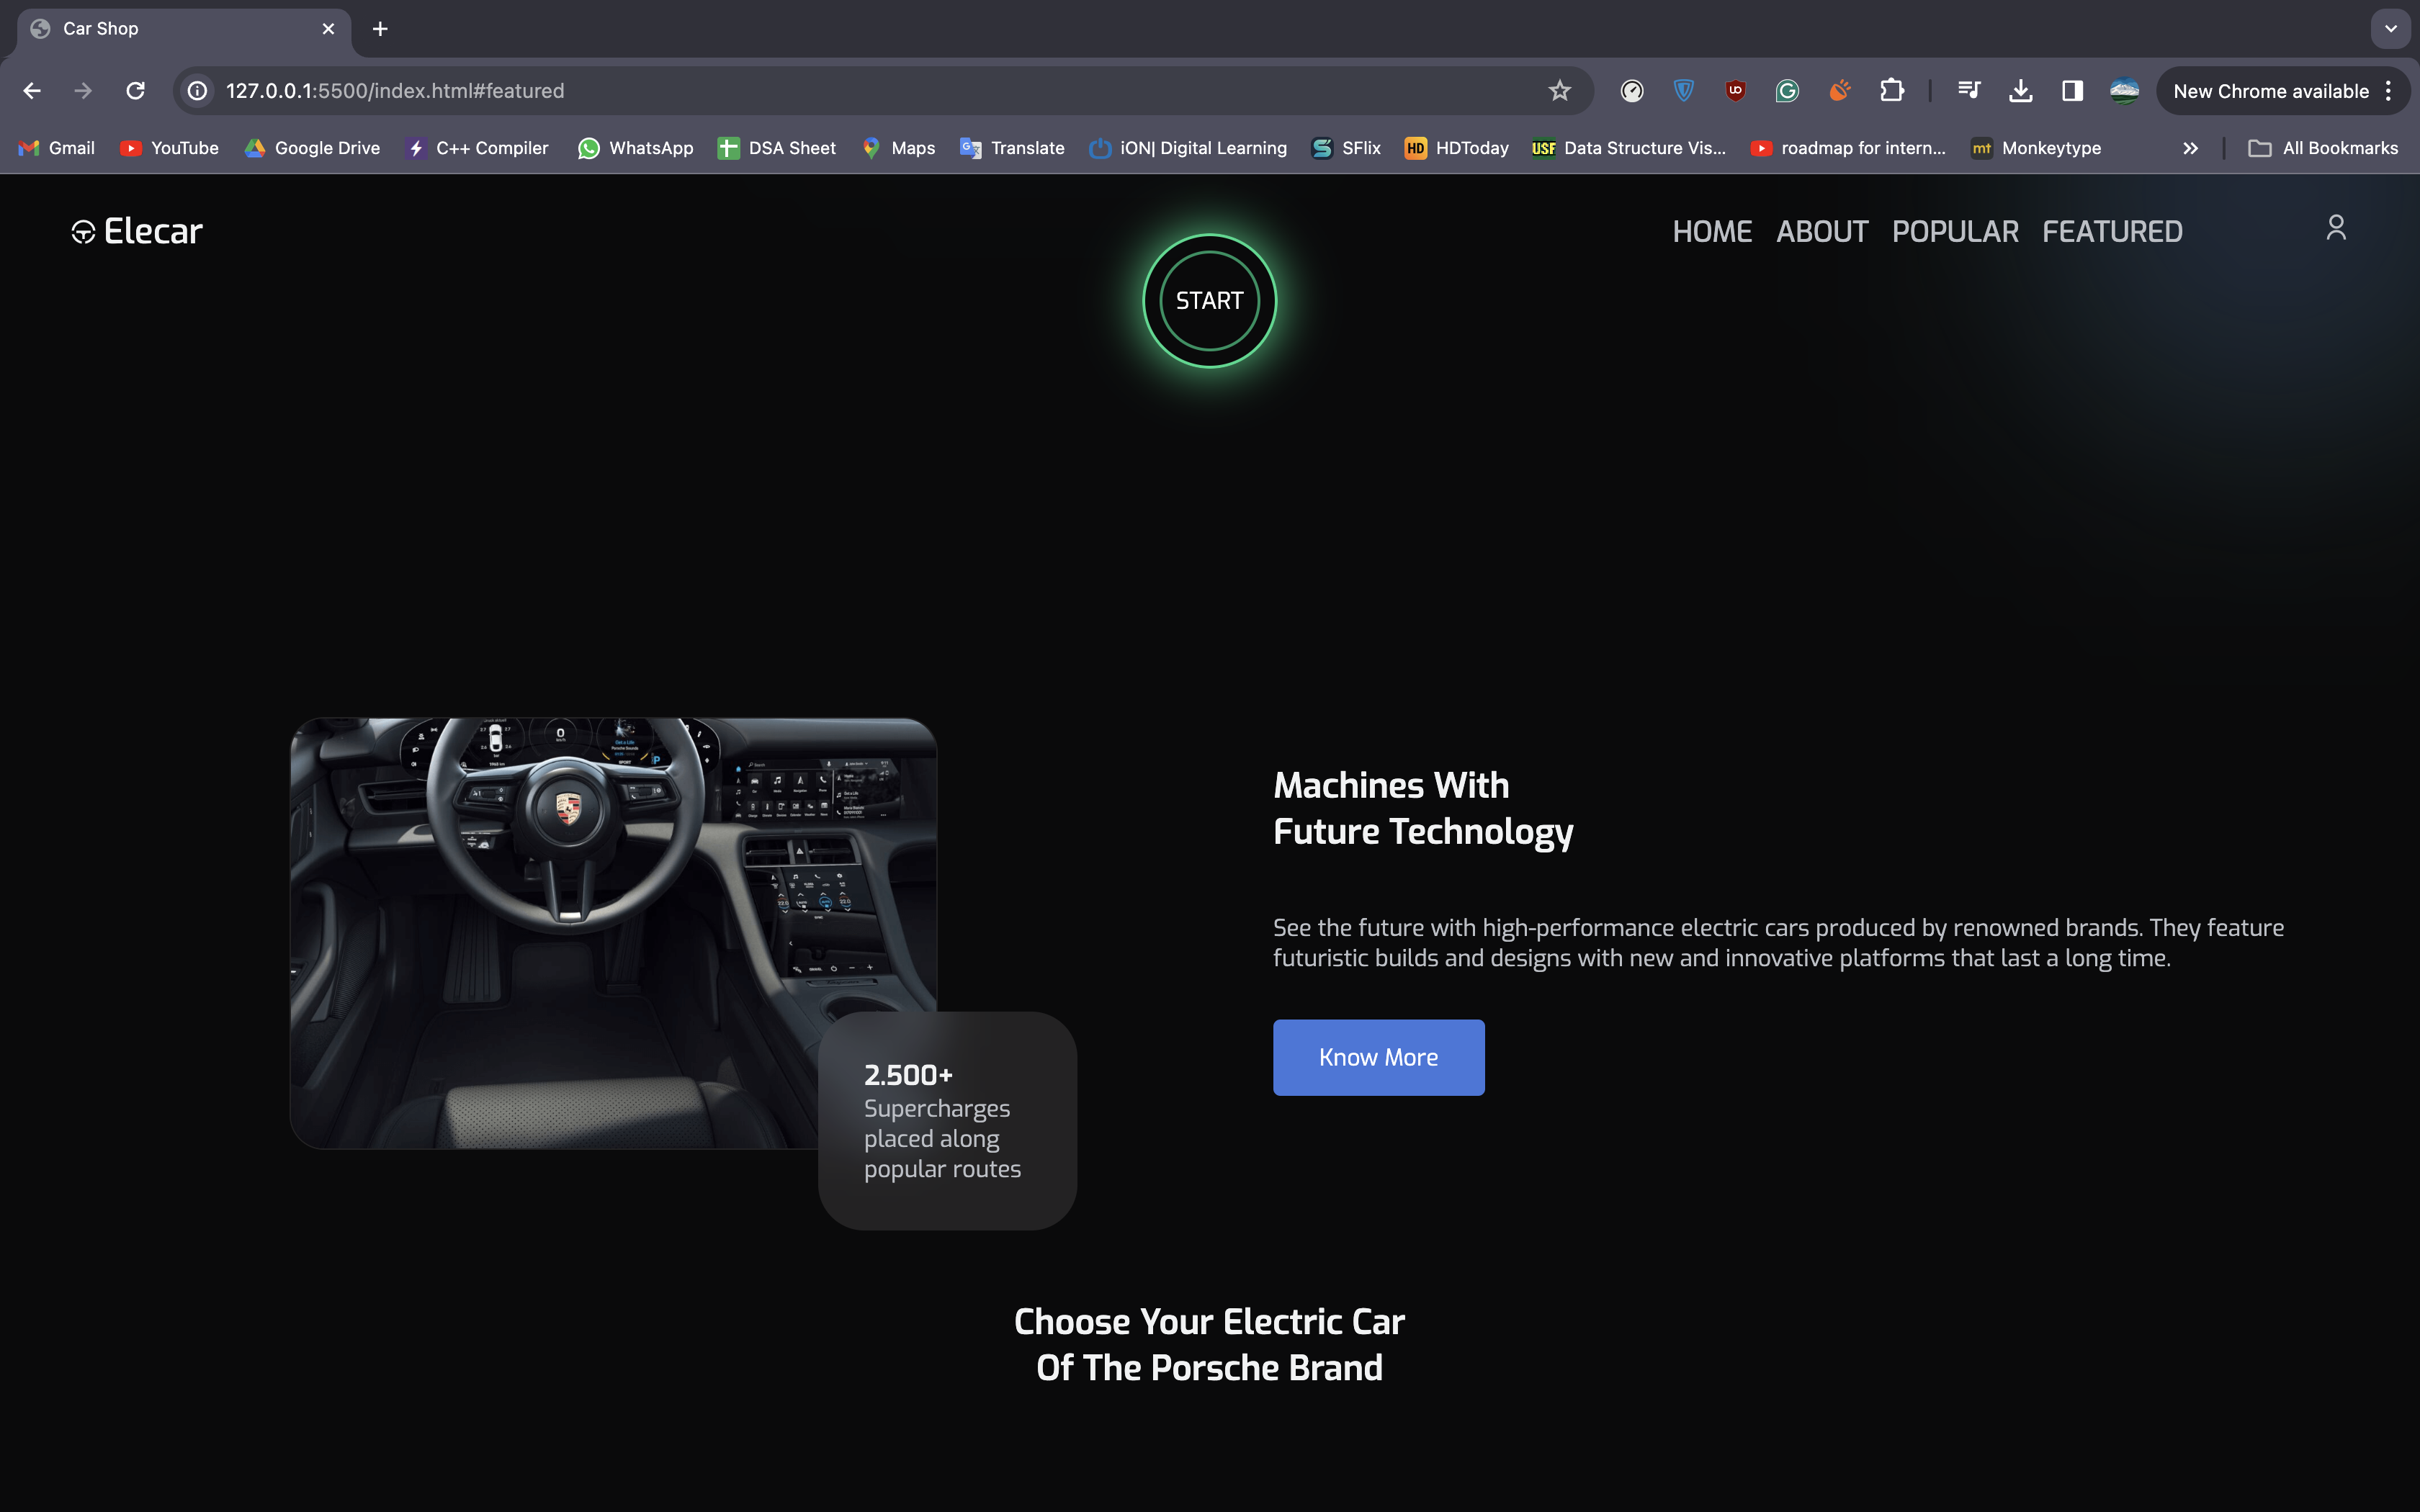 Car Shop
127.0.0.1:5500/index.html#featured
New Chrome available
Gmail YouTube Google Drive C++ Compiler WhatsApp DSA Sheet Maps Translate iON| Digital Learning SFlix HD HDToday USF Data Structure Vis... roadmap for intern... mt Monkeytype All Bookmarks
Elecar
HOME ABOUT POPULAR FEATURED
START
Machines With
Future Technology
See the future with high-performance electric cars produced by renowned brands. They feature
futuristic builds and designs with new and innovative platforms that last a long time.
Know More
2.500+
Supercharges
placed along
popular routes
Choose Your Electric Car
Of The Porsche Brand